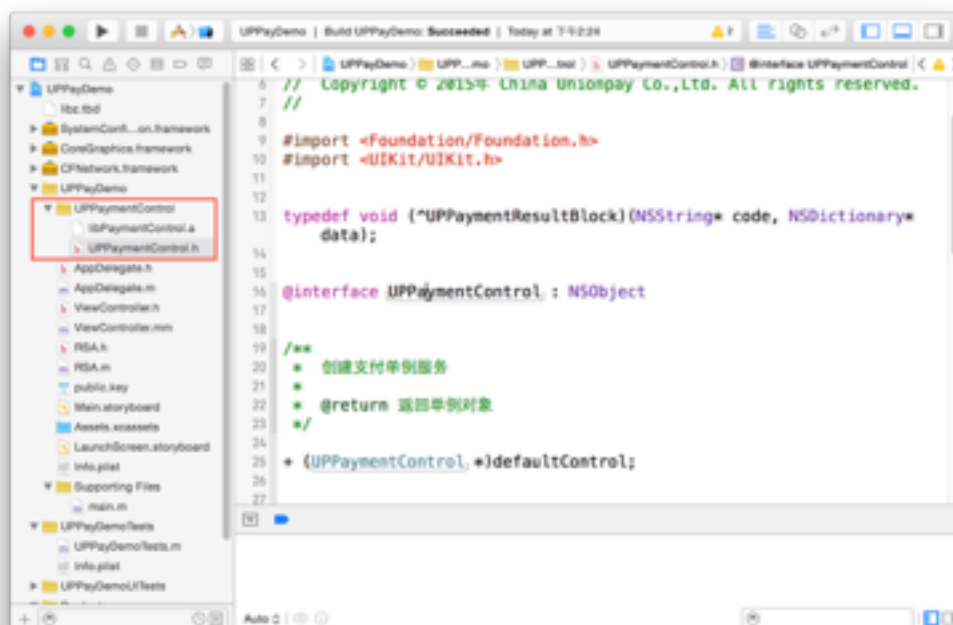 UPPayDemo | Build UPPayDemo: Succeeded | Today at 下午2:24
UPPayDemo
UPP...mo
UPP...trol
UPPaymentControl.h
@interface UPPaymentControl
UPPayDemo
libz.tbd
SystemConfi...on.framework
CoreGraphics.framework
CFNetwork.framework
UPPayDemo
UPPaymentControl
libPaymentControl.a
UPPaymentControl.h
AppDelegate.h
AppDelegate.m
ViewController.h
ViewController.mm
RSA.h
RSA.m
public.key
Main.storyboard
Assets.xcassets
LaunchScreen.storyboard
Info.plist
Supporting Files
main.m
UPPayDemoTests
UPPayDemoTests.m
Info.plist
UPPayDemoUITests
6 // Copyright © 2015年 China Unionpay Co.,Ltd. All rights reserved.
7 //
8
9 #import <Foundation/Foundation.h>
10 #import <UIKit/UIKit.h>
11
12
13 typedef void (^UPPaymentResultBlock)(NSString* code, NSDictionary*
data);
14
15
16 @interface UPPaymentControl : NSObject
17
18
19 /**
20 * 创建支付单例服务
21 *
22 * @return 返回单例对象
23 */
24
25 + (UPPaymentControl *)defaultControl;
26
27
Auto